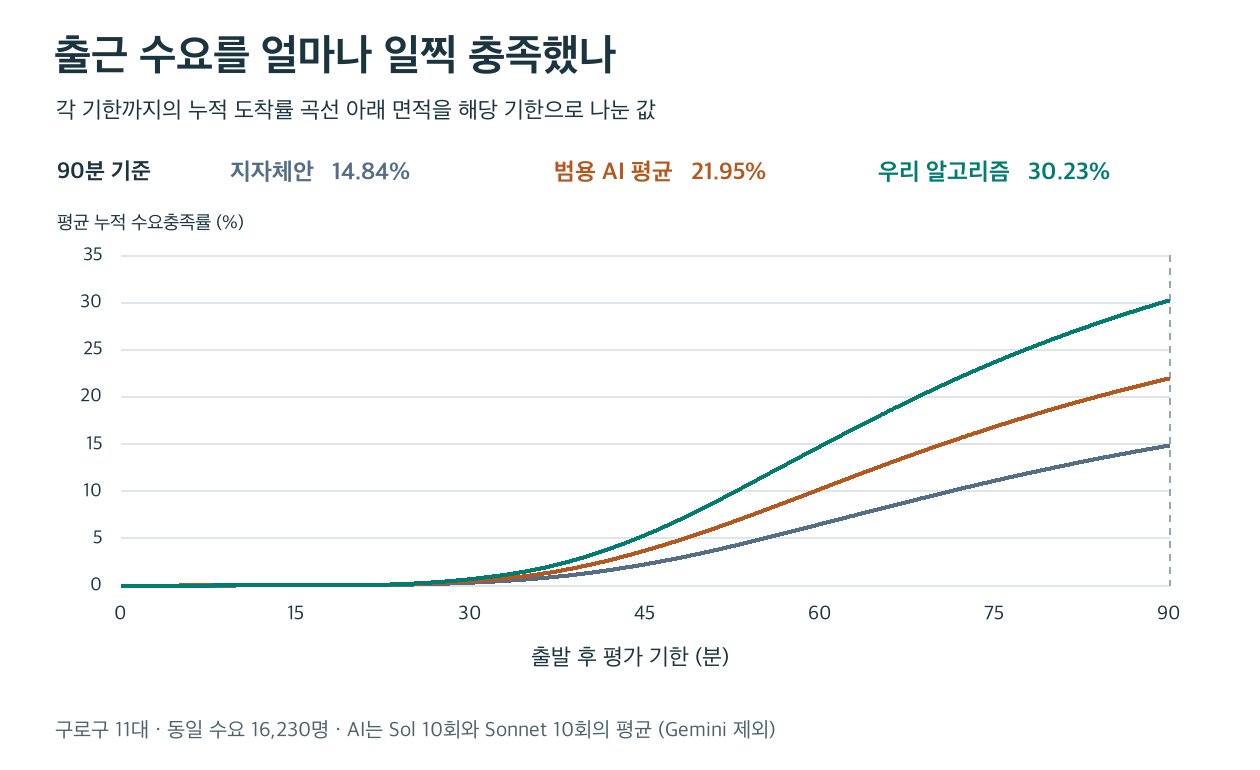 출근 수요를 얼마나 일찍 충족했나
각 기한까지의 누적 도착률 곡선 아래 면적을 해당 기한으로 나눈 값
90분 기준 지자체안 14.84% 범용 AI 평균 21.95% 우리 알고리즘 30.23%
평균 누적 수요충족률 (%)
35
30
25
20
15
10
5
0
0 15 30 45 60 75 90
출발 후 평가 기한 (분)
구로구 11대 · 동일 수요 16,230명 · AI는 Sol 10회와 Sonnet 10회의 평균 (Gemini 제외)